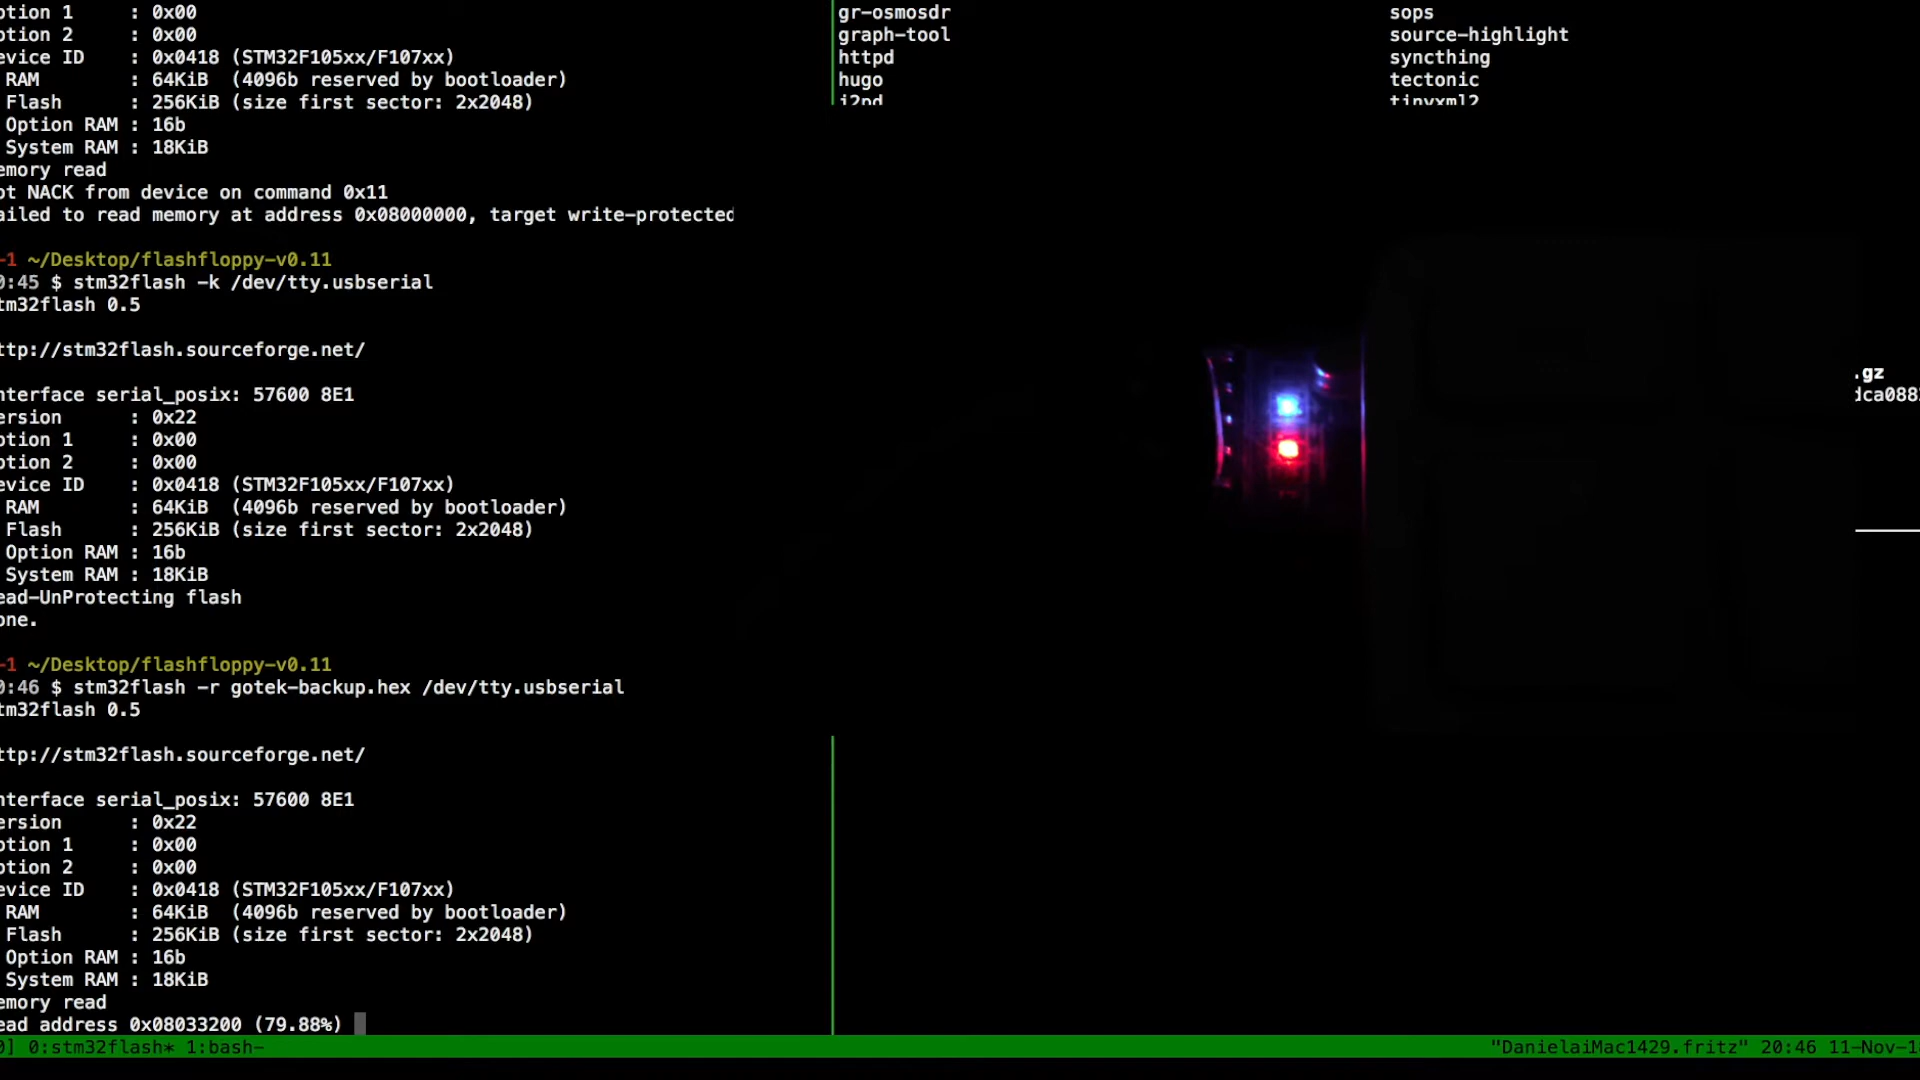 ption 1     : 0x00
ption 2     : 0x00
evice ID    : 0x0418 (STM32F105xx/F107xx)
RAM         : 64KiB  (4096b reserved by bootloader)
Flash       : 256KiB (size first sector: 2x2048)
Option RAM : 16b
System RAM : 18KiB
emory read
ot NACK from device on command 0x11
ailed to read memory at address 0x08000000, target write-protected
-1 ~/Desktop/flashfloppy-v0.11
0:45 $ stm32flash -k /dev/tty.usbserial
tm32flash 0.5
ttp://stm32flash.sourceforge.net/
nterface serial_posix: 57600 8E1
ersion      : 0x22
ption 1     : 0x00
ption 2     : 0x00
evice ID    : 0x0418 (STM32F105xx/F107xx)
RAM         : 64KiB  (4096b reserved by bootloader)
Flash       : 256KiB (size first sector: 2x2048)
Option RAM : 16b
System RAM : 18KiB
ead-UnProtecting flash
one.
-1 ~/Desktop/flashfloppy-v0.11
0:46 $ stm32flash -r gotek-backup.hex /dev/tty.usbserial
tm32flash 0.5
ttp://stm32flash.sourceforge.net/
nterface serial_posix: 57600 8E1
ersion      : 0x22
ption 1     : 0x00
ption 2     : 0x00
evice ID    : 0x0418 (STM32F105xx/F107xx)
RAM         : 64KiB  (4096b reserved by bootloader)
Flash       : 256KiB (size first sector: 2x2048)
Option RAM : 16b
System RAM : 18KiB
emory read
ead address 0x08033200 (79.88%)
gr-osmosdr
graph-tool
httpd
hugo
i2pd
sops
source-highlight
syncthing
tectonic
tinyxml2
.gz
dca088
0] 0:stm32flash* 1:bash-
"DanielaiMac1429.fritz" 20:46 11-Nov-1